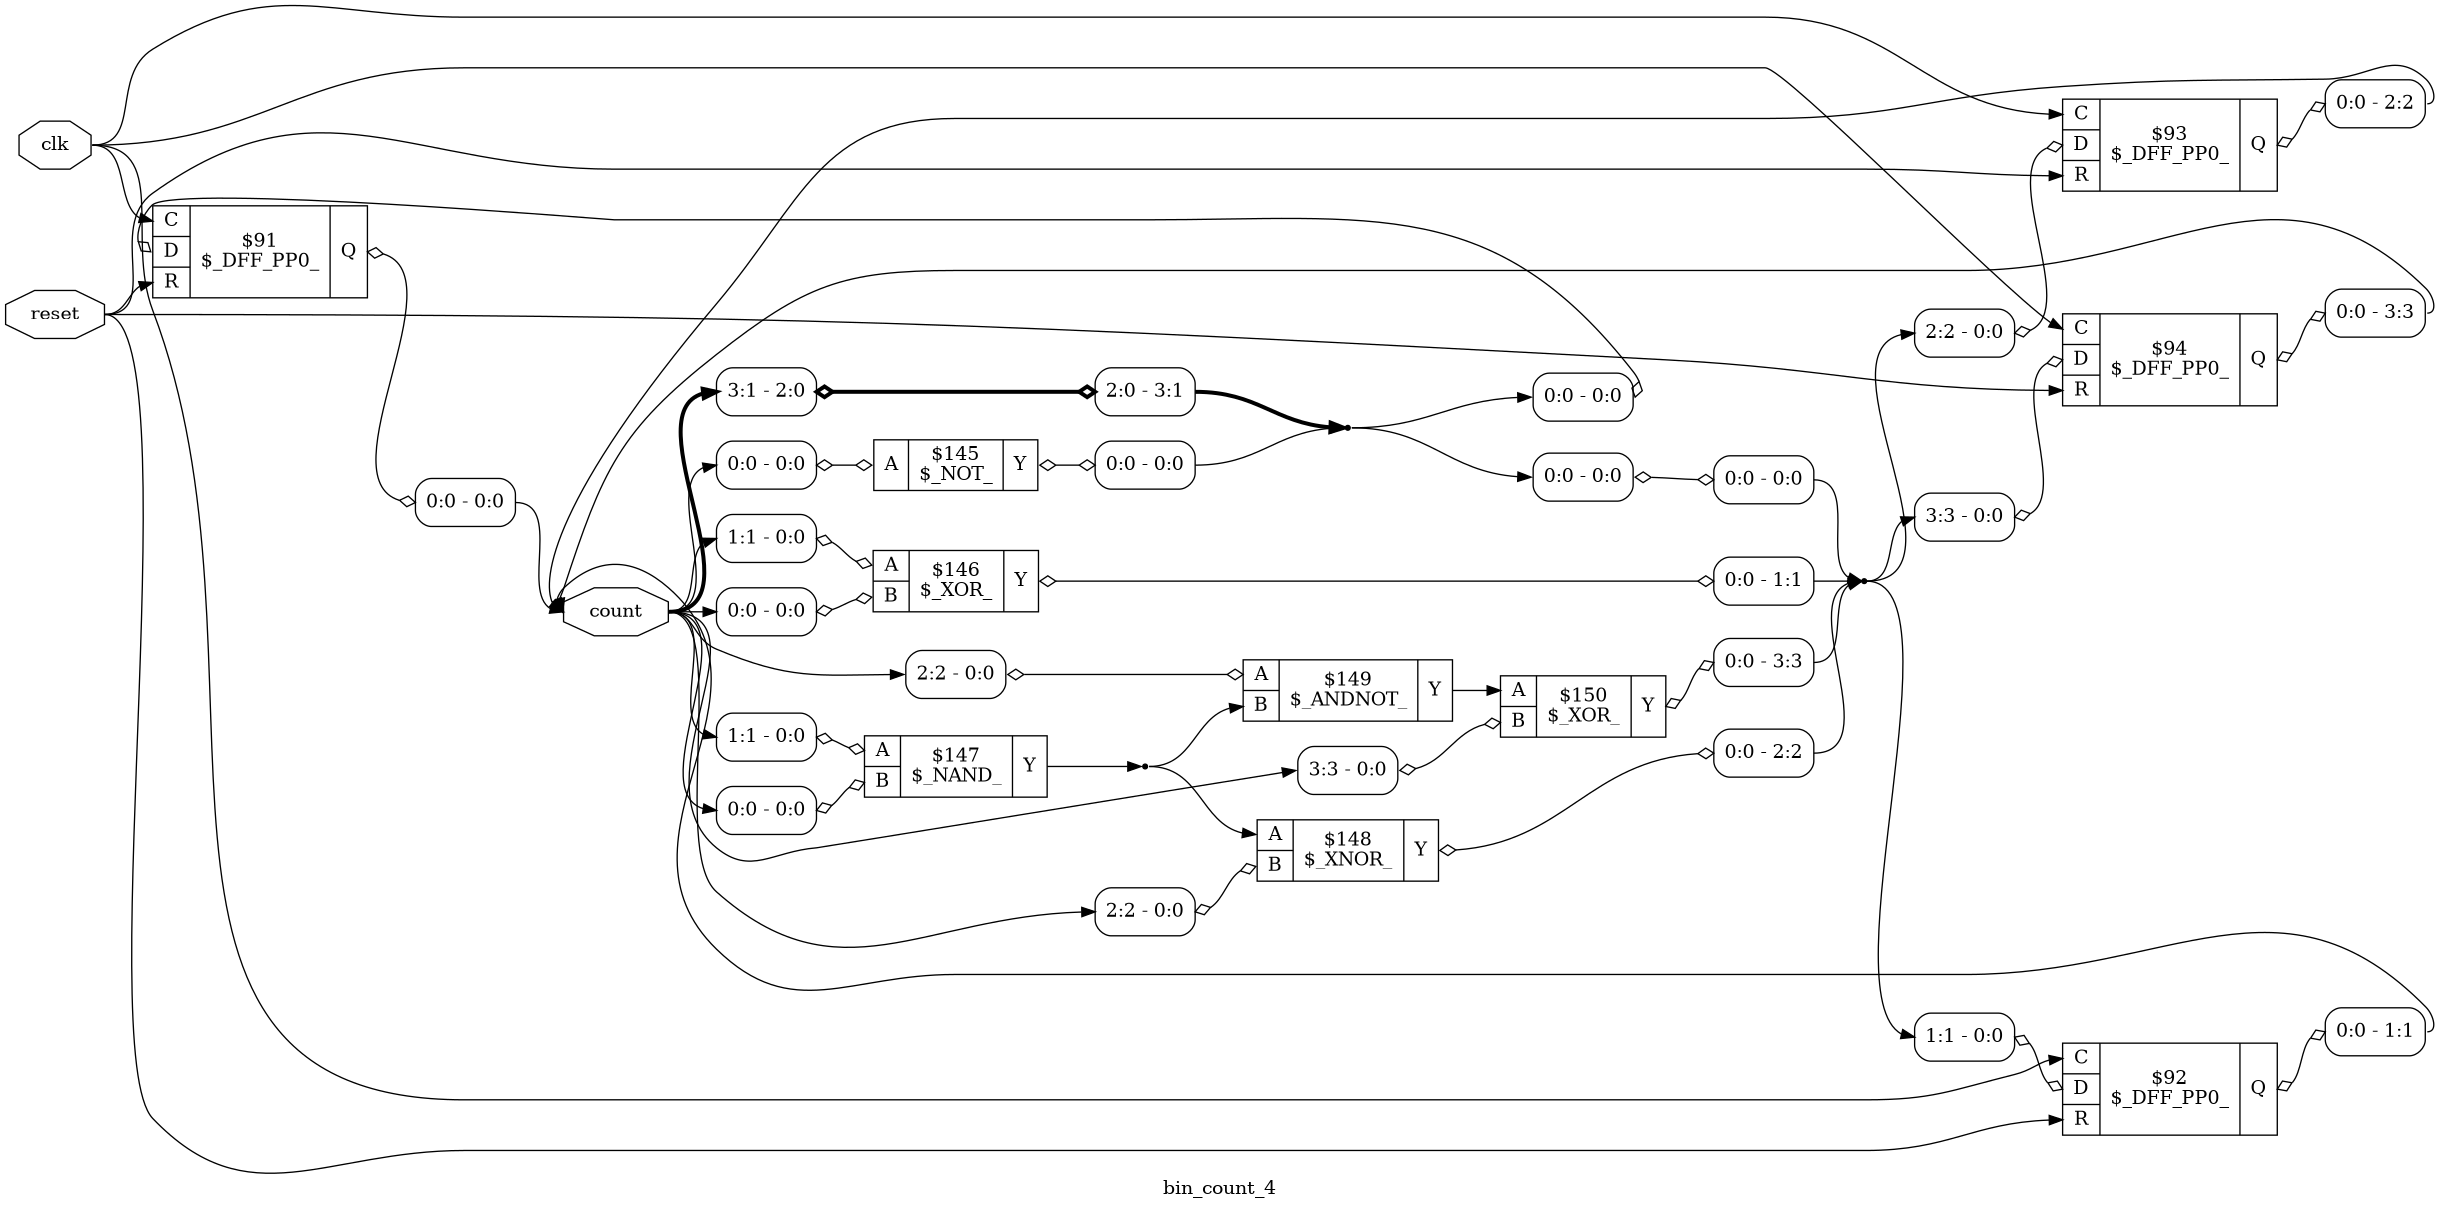 clk
reset
C
D
R
$91
$_DFF_PP0_
Q
0:0 - 0:0
count
3:1 - 2:0
2:0 - 3:1
0:0 - 0:0
A
$145
$_NOT_
Y
0:0 - 0:0
1:1 - 0:0
0:0 - 0:0
A
B
$146
$_XOR_
Y
2:2 - 0:0
1:1 - 0:0
0:0 - 0:0
A
B
$147
$_NAND_
Y
A
B
$149
$_ANDNOT_
Y
3:3 - 0:0
2:2 - 0:0
A
B
$148
$_XNOR_
Y
A
B
$150
$_XOR_
Y
0:0 - 0:0
0:0 - 0:0
0:0 - 0:0
0:0 - 1:1
0:0 - 3:3
0:0 - 2:2
2:2 - 0:0
3:3 - 0:0
1:1 - 0:0
C
D
R
$93
$_DFF_PP0_
Q
0:0 - 2:2
C
D
R
$94
$_DFF_PP0_
Q
0:0 - 3:3
C
D
R
$92
$_DFF_PP0_
Q
0:0 - 1:1
bin_count_4